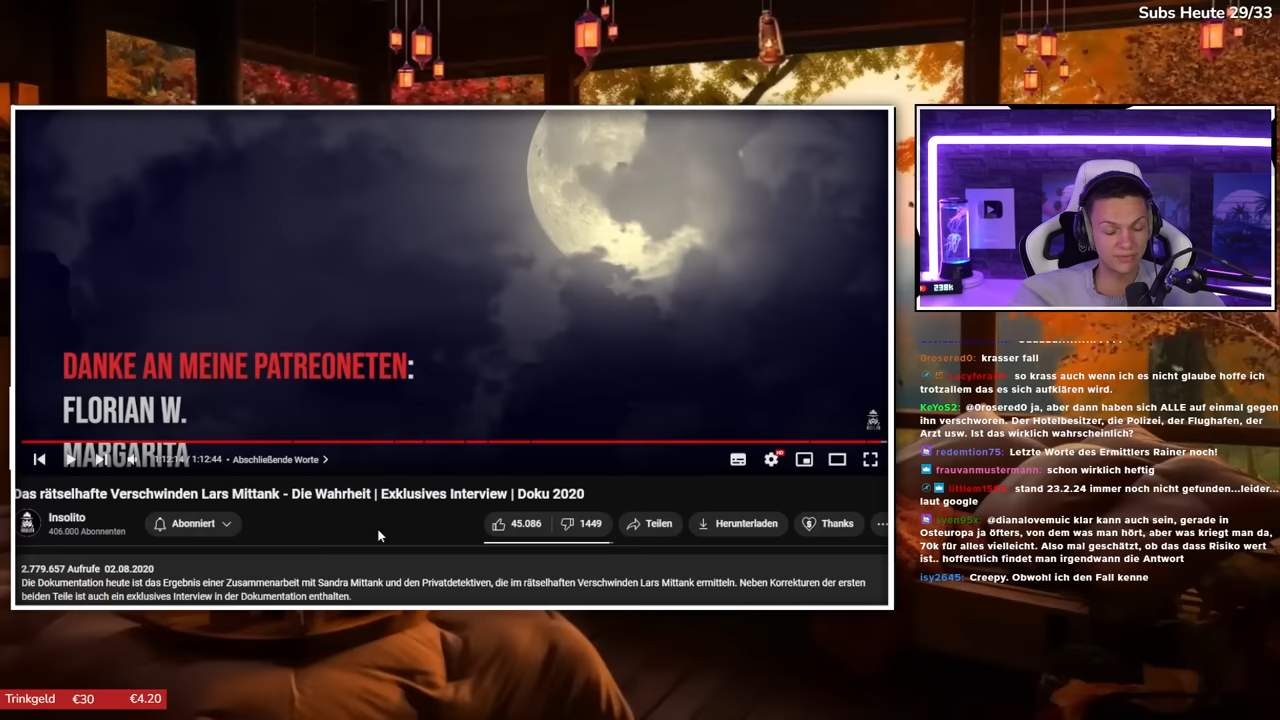 Subs Heute 29/33
DANKE AN MEINE PATREONETEN:
FLORIAN W.
MARGARITA
1:12:14 / 1:12:44 • Abschließende Worte
HD
Das rätselhafte Verschwinden Lars Mittank - Die Wahrheit | Exklusives Interview | Doku 2020
Insolito
406.000 Abonnenten
Abonniert
45.086
1449
Teilen
Herunterladen
Thanks
2.779.657 Aufrufe 02.08.2020
Die Dokumentation heute ist das Ergebnis einer Zusammenarbeit mit Sandra Mittank und den Privatdetektiven, die im rätselhaften Verschwinden Lars Mittank ermitteln. Neben Korrekturen der ersten
beiden Teile ist auch ein exklusives Interview in der Dokumentation enthalten.
238k
0rosered0: krasser fall
so krass auch wenn ich es nicht glaube hoffe ich
trotzallem das es sich aufklären wird.
KeYoS2: @0rosered0 ja, aber dann haben sich ALLE auf einmal gegen
ihn verschworen. Der Hotelbesitzer, die Polizei, der Flughafen, der
Arzt usw. Ist das wirklich wahrscheinlich?
redemtion75: Letzte Worte des Ermittlers Rainer noch!
frauvanmustermann: schon wirklich heftig
stand 23.2.24 immer noch nicht gefunden...leider...
laut google
sven95x: @dianalovemuic klar kann auch sein, gerade in
Osteuropa ja öfters, von dem was man hört, aber was kriegt man da,
70k für alles vielleicht. Also mal geschätzt, ob das dass Risiko wert
ist.. hoffentlich findet man irgendwann die Antwort
isy2645: Creepy. Obwohl ich den Fall kenne
Trinkgeld €30 €4.20